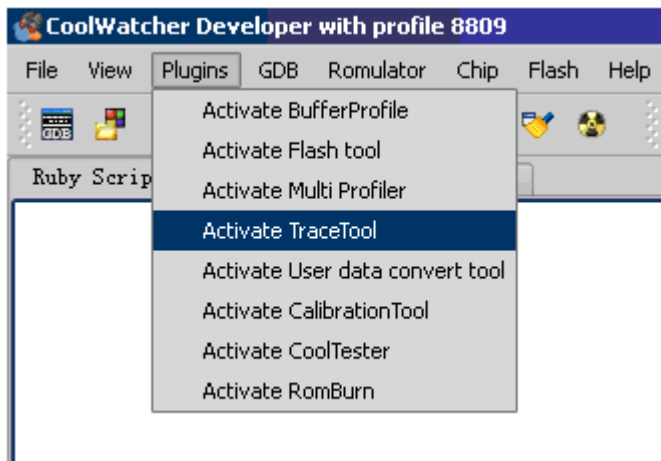 CoolWatcher Developer with profile 8809
File View Plugins GDB Romulator Chip Flash Help
GDB
Activate BufferProfile
Activate Flash tool
Ruby Scrip
Activate Multi Profiler
Activate TraceTool
Activate User data convert tool
Activate CalibrationTool
Activate CoolTester
Activate RomBurn